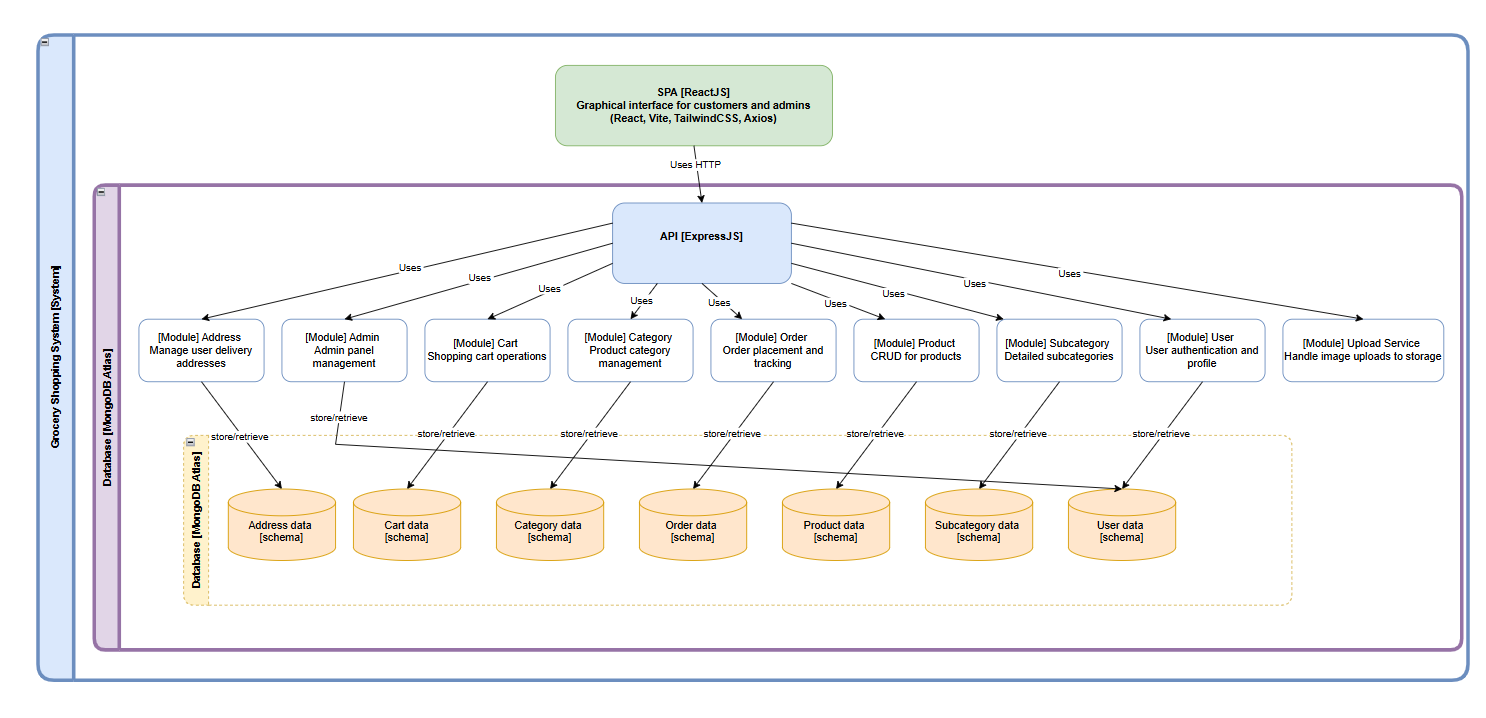 Grocery Shopping System [System]
SPA [ReactJS]
Graphical interface for customers and admins
(React, Vite, TailwindCSS, Axios)
Uses HTTP
Database [MongoDB Atlas]
API [ExpressJS]
Uses
Uses
Uses
Uses
Uses
Uses
Uses
Uses
Uses
[Module] Address
Manage user delivery
addresses
[Module] Admin
Admin panel
management
[Module] Cart
Shopping cart operations
[Module] Category
Product category
management
[Module] Order
Order placement and
tracking
[Module] Product
CRUD for products
[Module] Subcategory
Detailed subcategories
[Module] User
User authentication and
profile
[Module] Upload Service
Handle image uploads to storage
store/retrieve
store/retrieve
store/retrieve
store/retrieve
store/retrieve
store/retrieve
store/retrieve
store/retrieve
Database [MongoDB Atlas]
Address data
[schema]
Cart data
[schema]
Category data
[schema]
Order data
[schema]
Product data
[schema]
Subcategory data
[schema]
User data
[schema]